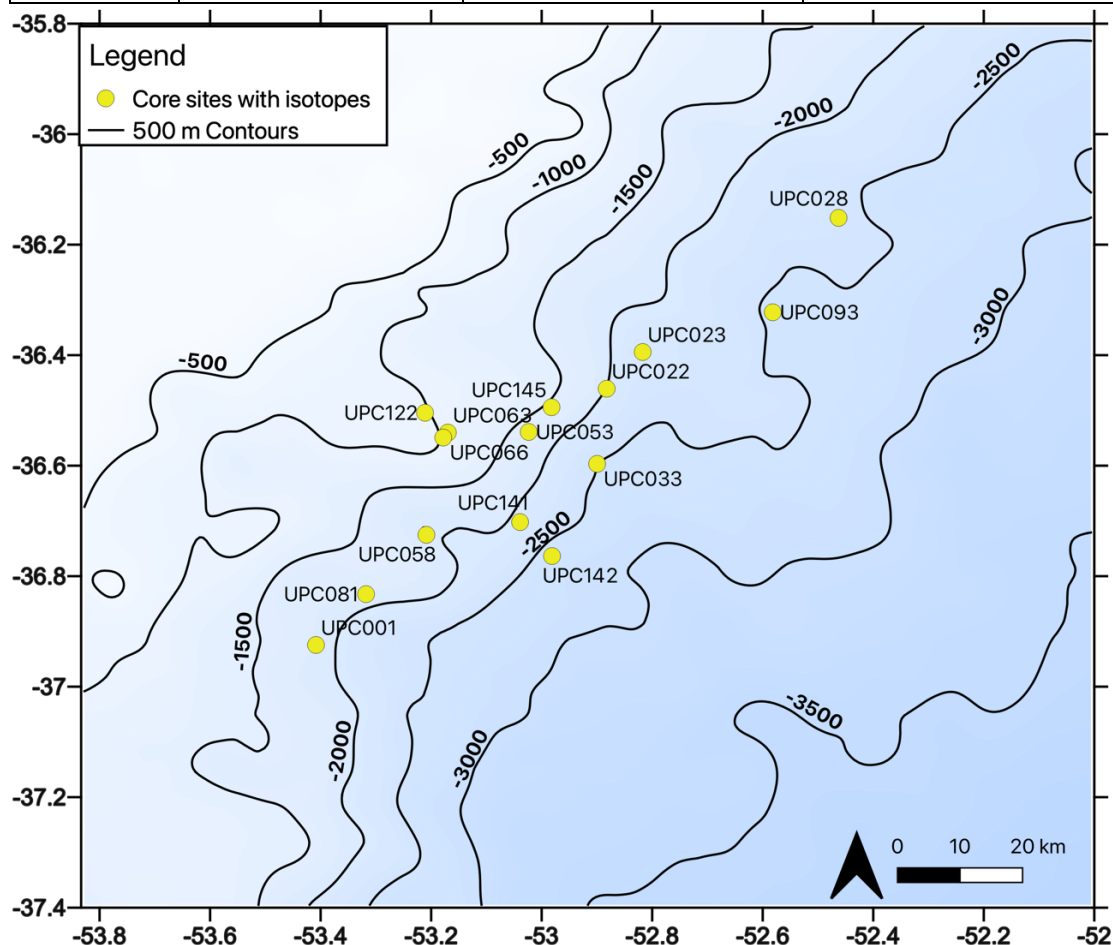 -35.8
Legend
Core sites with isotopes
500 m Contours
-36
-36.2
-36.4
-36.6
-36.8
-37
-37.2
-37.4
-500
-1000
-1500
-2000
-2500
UPC028
-3000
UPC093
UPC023
UPC022
-500
UPC145
UPC122
UPC063
UPC053
UPC066
UPC033
UPC141
-2500
UPC058
UPC142
UPC081
UPC001
-1500
-2000
-3000
-3500
0 10 20 km
-53.8 -53.6 -53.4 -53.2 -53 -52.8 -52.6 -52.4 -52.2 -52